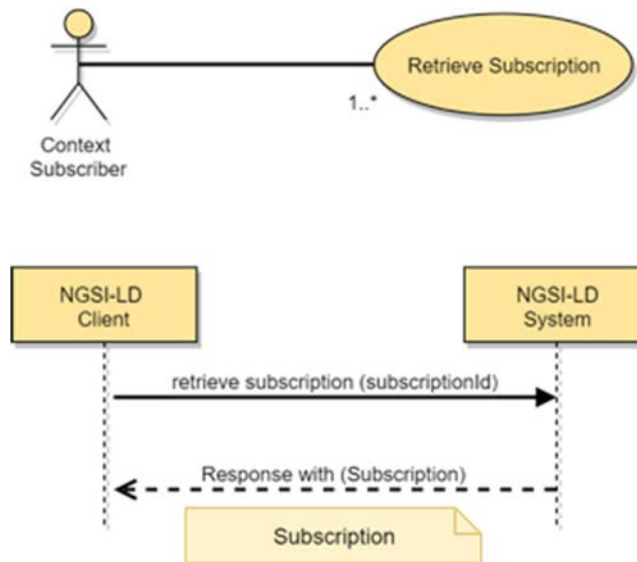 Retrieve Subscription
1..*
Context
Subscriber
NGSI-LD
Client
NGSI-LD
System
retrieve subscription (subscriptionId)
Response with (Subscription)
Subscription